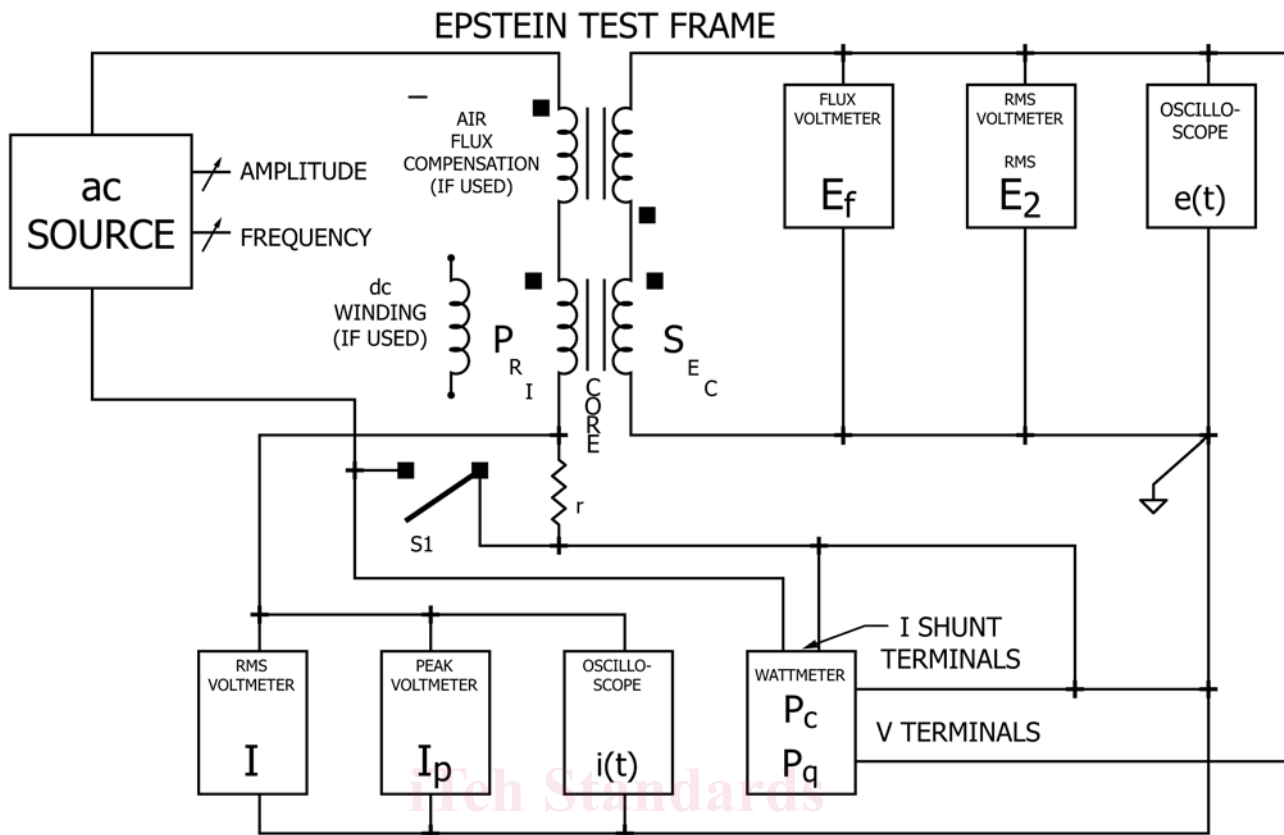 EPSTEIN TEST FRAME
ac
SOURCE
AMPLITUDE
FREQUENCY
AIR
FLUX
COMPENSATION
(IF USED)
dc
WINDING
(IF USED)
PRI
SEC
CORE
FLUX
VOLTMETER
Ef
RMS
VOLTMETER
RMS
E2
OSCILLO-
SCOPE
e(t)
S1
r
I SHUNT
TERMINALS
V TERMINALS
RMS
VOLTMETER
I
PEAK
VOLTMETER
Ip
OSCILLO-
SCOPE
i(t)
WATTMETER
Pc
Pq
iTeh Standards